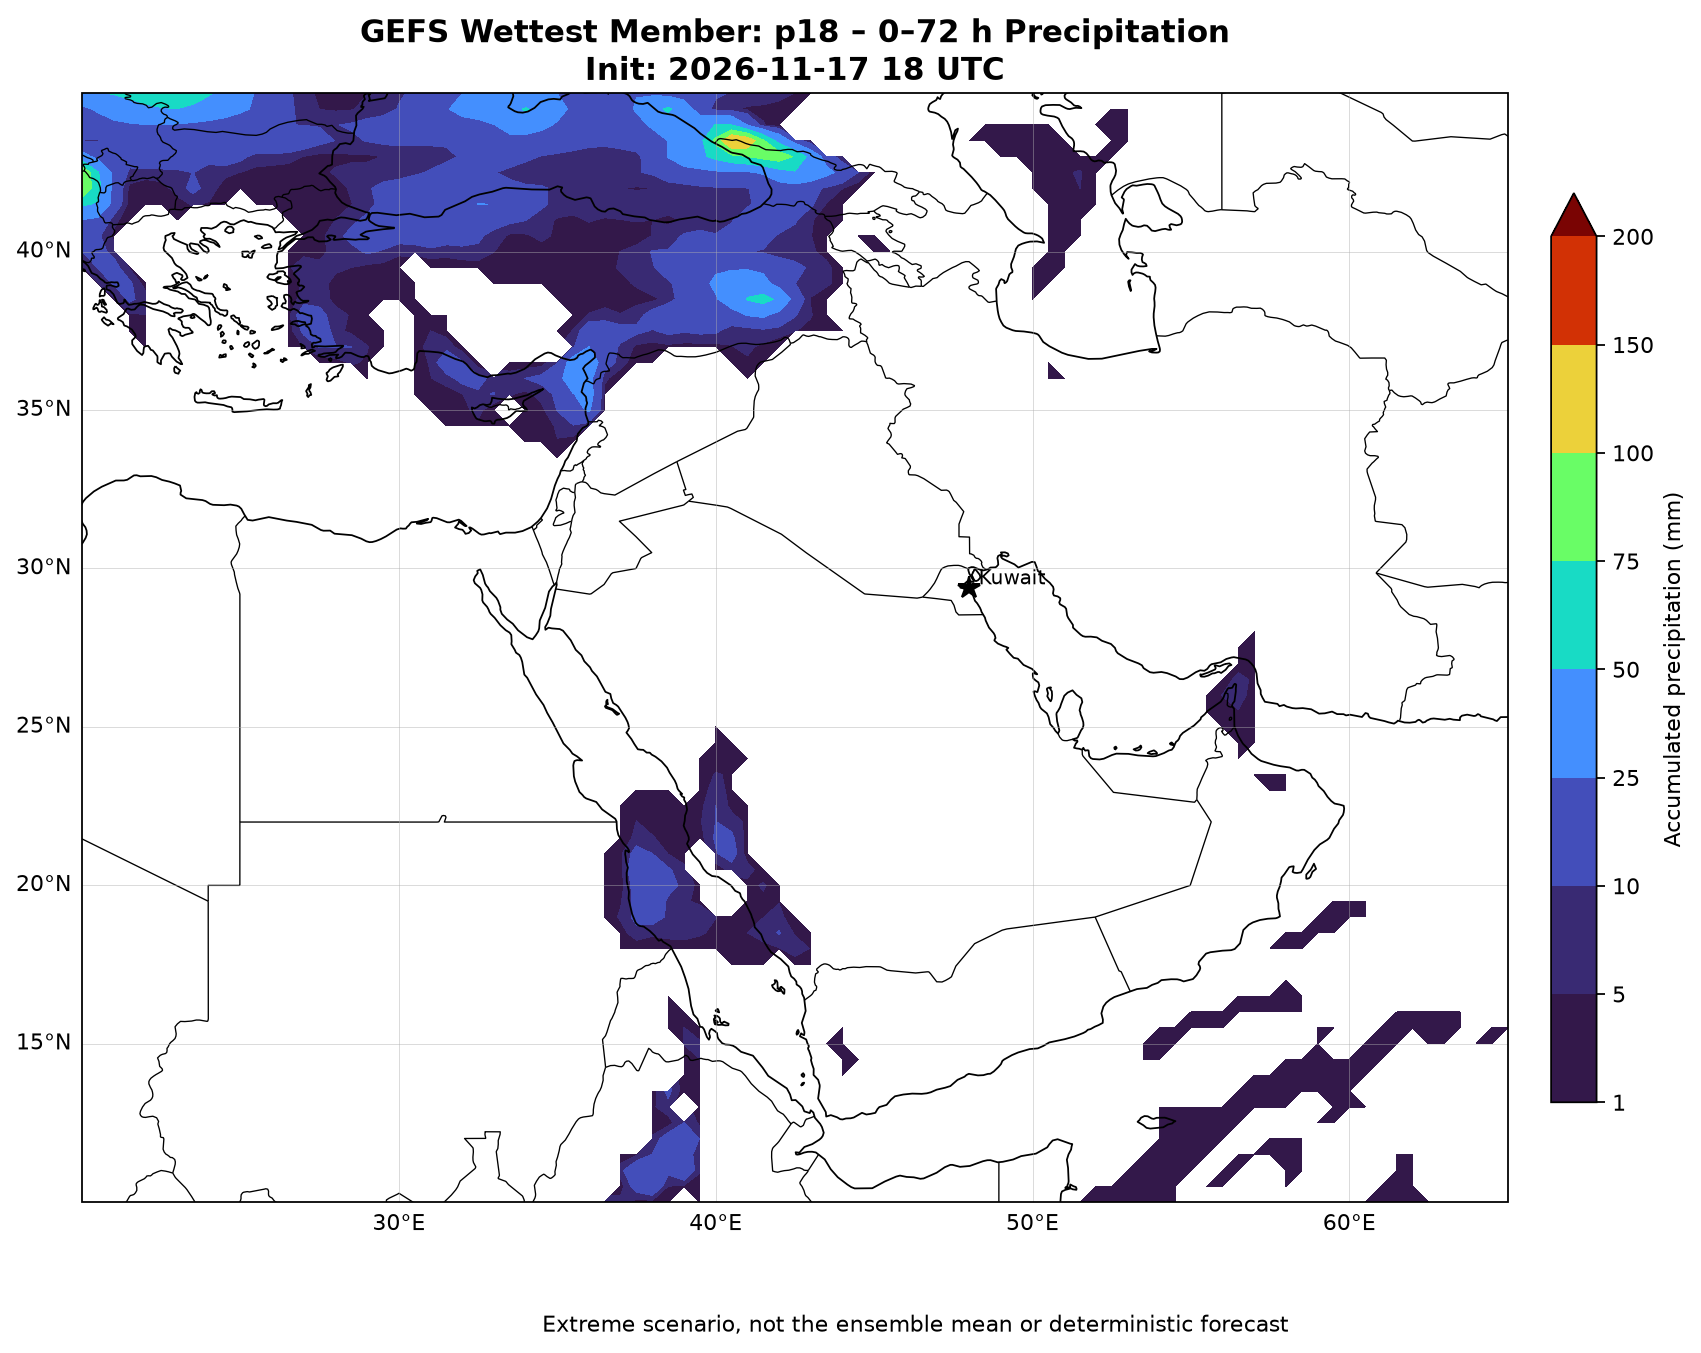 GEFS Wettest Member: p18 – 0–72 h Precipitation
Init: 2026-11-17 18 UTC
40°N
35°N
30°N
25°N
20°N
15°N
30°E
40°E
50°E
60°E
Kuwait
200
150
100
75
50
25
10
5
1
Accumulated precipitation (mm)
Extreme scenario, not the ensemble mean or deterministic forecast